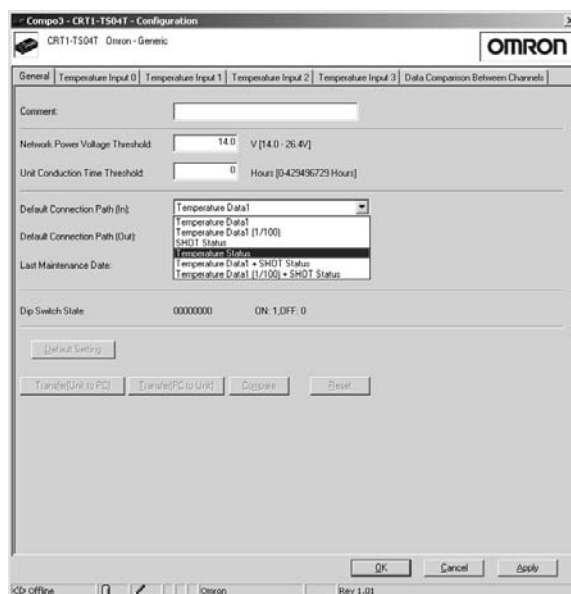 Compo3 - CRT1-TS04T - Configuration
CRT1-TS04T Omron - Generic
OMRON
General Temperature Input 0 Temperature Input 1 Temperature Input 2 Temperature Input 3 Data Comparison Between Channels
Comment:
Network Power Voltage Threshold: 14.0 V [14.0 - 26.4V]
Unit Conduction Time Threshold: 0 Hours [0-429496729 Hours]
Default Connection Path (In): Temperature Data1
Temperature Data1
Temperature Data1 (1/100)
Default Connection Path (Out):
SHOT Status
Temperature Status
Last Maintenance Date:
Temperature Data1 + SHOT Status
Temperature Data1 (1/100) + SHOT Status
Dip Switch State 00000000 ON: 1,OFF: 0
Default Setting
Transfer(Unit to PC) Transfer(PC to Unit) Compare Reset
OK Cancel Apply
Offline Omron Rev 1.01